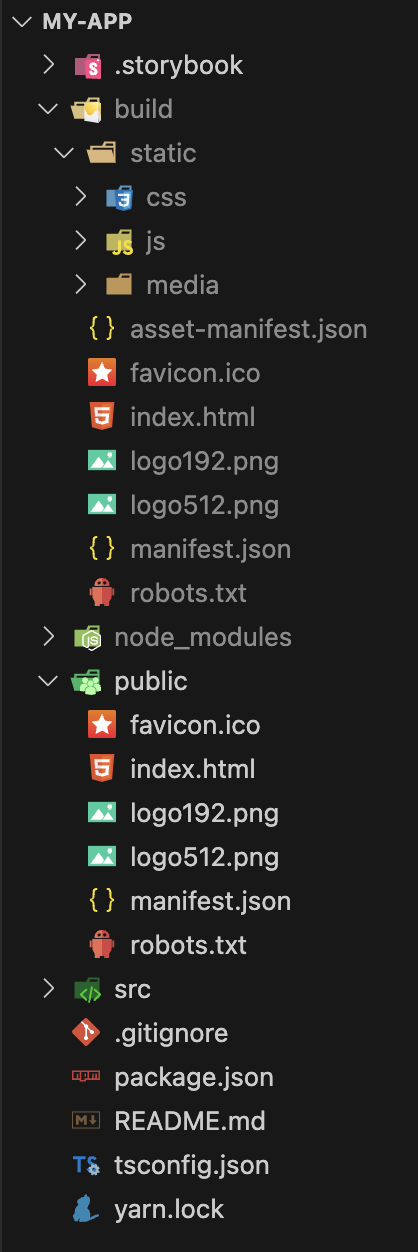 MY-APP
.storybook
build
static
css
js
media
asset-manifest.json
favicon.ico
index.html
logo192.png
logo512.png
manifest.json
robots.txt
node_modules
public
favicon.ico
index.html
logo192.png
logo512.png
manifest.json
robots.txt
src
.gitignore
package.json
README.md
tsconfig.json
yarn.lock